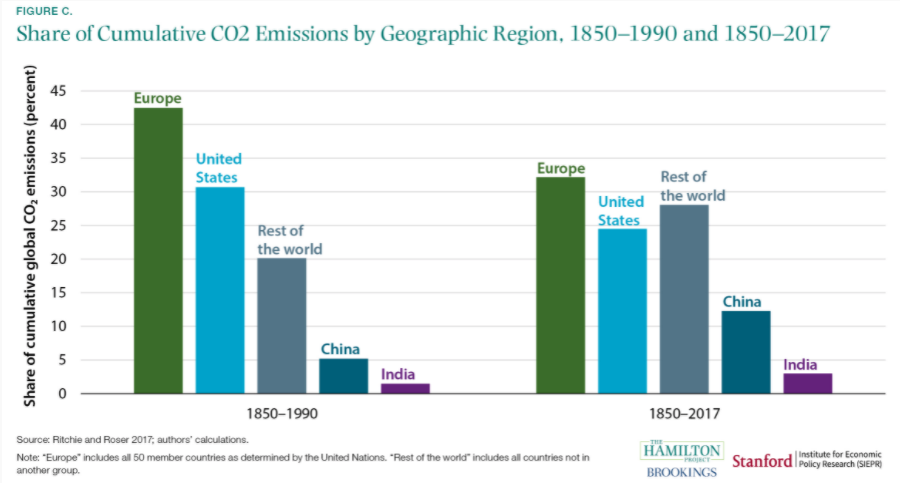 FIGURE C.
Share of Cumulative CO2 Emissions by Geographic Region, 1850–1990 and 1850–2017
Share of cumulative global CO₂ emissions (percent)
45
40
35
30
25
20
15
10
5
0
Europe
United
States
Rest of
the world
China
India
Europe
United
States
Rest of
the world
China
India
1850–1990
1850–2017
Source: Ritchie and Roser 2017; authors’ calculations.
Note: “Europe” includes all 50 member countries as determined by the United Nations. “Rest of the world” includes all countries not in
another group.
THE
HAMILTON
PROJECT
BROOKINGS
Stanford
Institute for Economic
Policy Research (SIEPR)